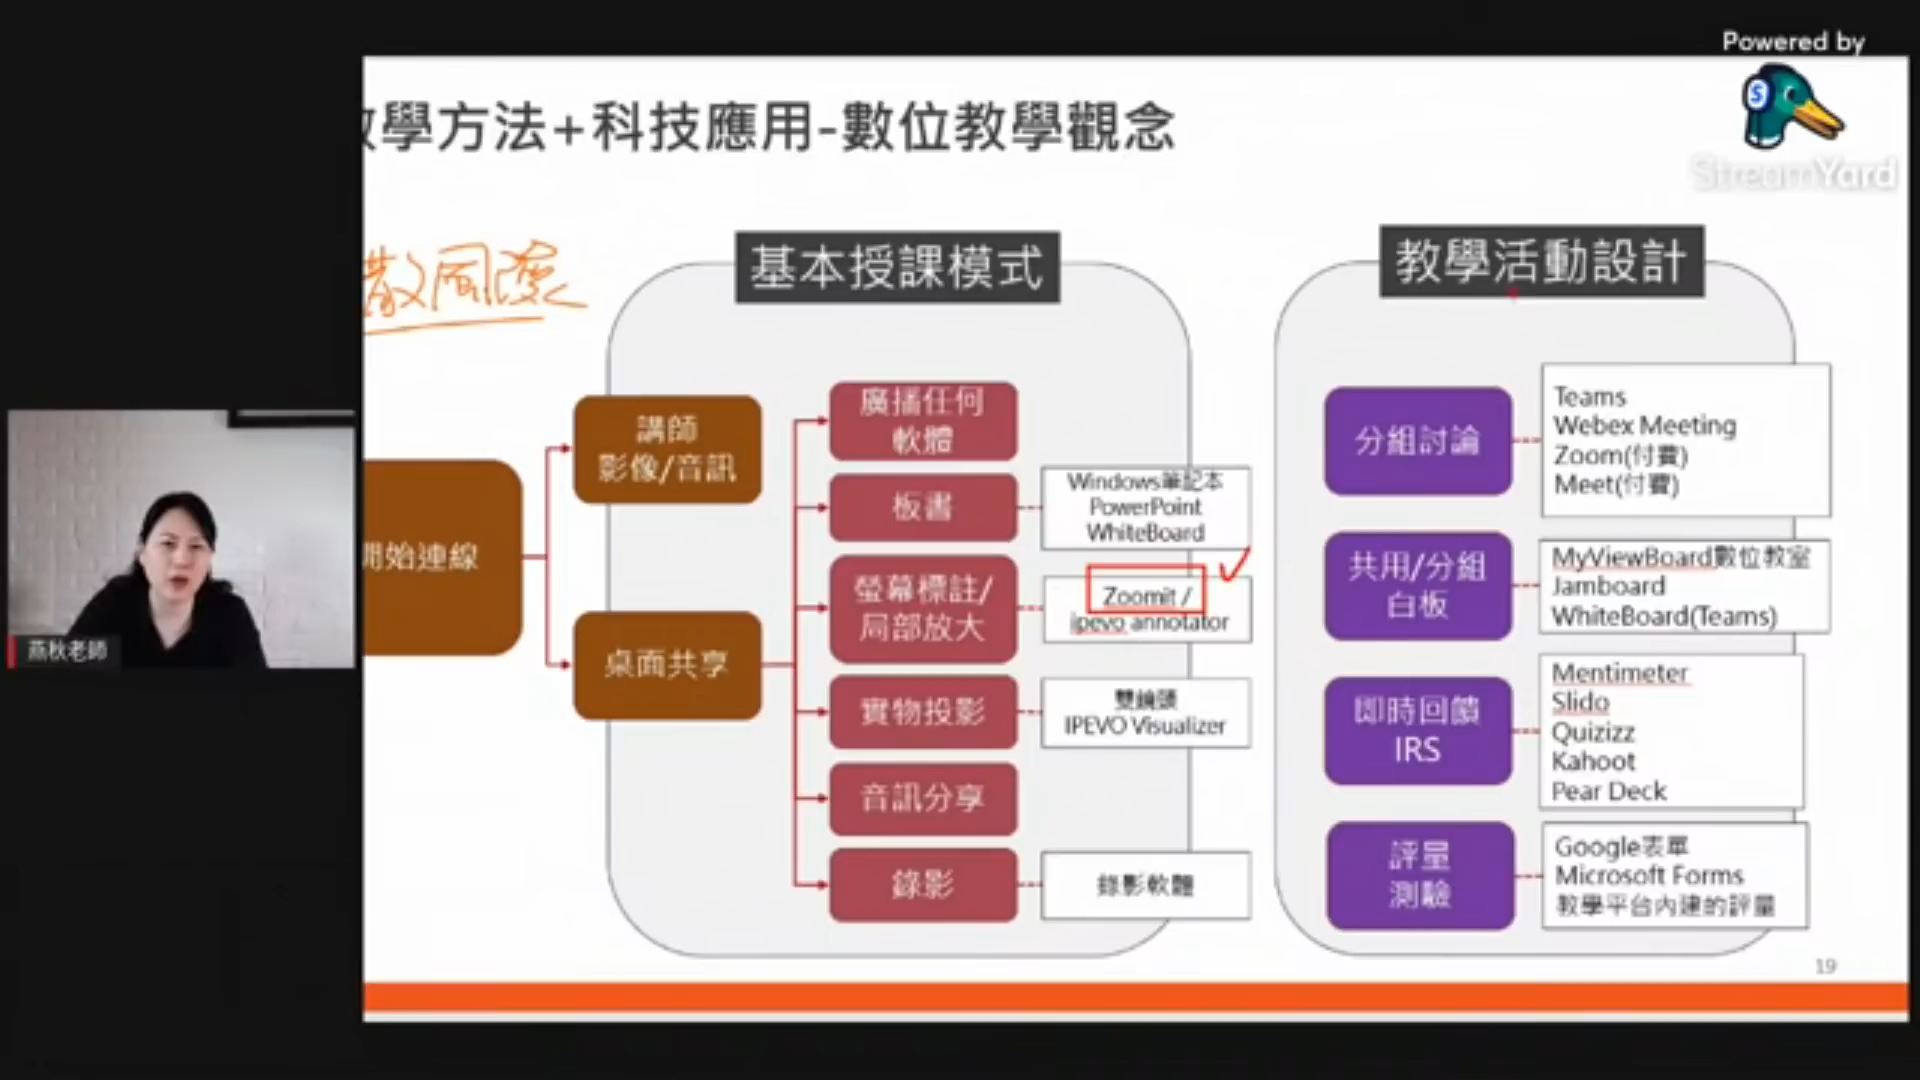 Powered by
StreamYard
學方法+科技應用-數位教學觀念
散風險
基本授課模式
教學活動設計
開始連線
講師
影像/音訊
桌面共享
廣播任何
軟體
板書
Windows筆記本
PowerPoint
WhiteBoard
螢幕標註/
局部放大
Zoomit /
ipevo annotator
實物投影
雙鏡頭
IPEVO Visualizer
音訊分享
錄影
錄影軟體
分組討論
Teams
Webex Meeting
Zoom(付費)
Meet(付費)
共用/分組
白板
MyViewBoard數位教室
Jamboard
WhiteBoard(Teams)
即時回饋
IRS
Mentimeter
Slido
Quizizz
Kahoot
Pear Deck
評量
測驗
Google表單
Microsoft Forms
教學平台內建的評量
燕秋老師
19